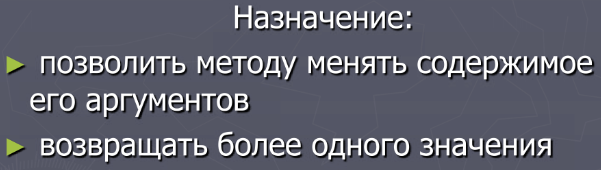 Назначение:
► позволить методу менять содержимое
его аргументов
► возвращать более одного значения